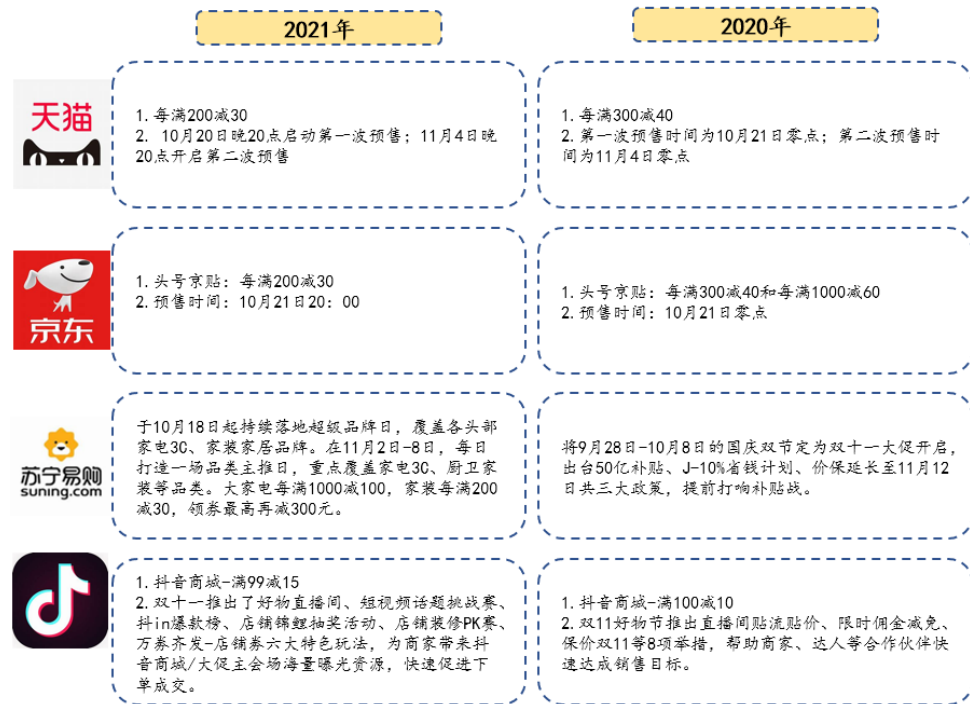 2021年
2020年
天猫
1.每满200减30
2. 10月20日晚20点启动第一波预售；11月4日晚
20点开启第二波预售
1.每满300减40
2.第一波预售时间为10月21日零点；第二波预售时
间为11月4日零点
京东
1.头号京贴：每满200减30
2.预售时间：10月21日20：00
1.头号京贴：每满300减40和每满1000减60
2.预售时间：10月21日零点
苏宁易购
suning.com
于10月18日起持续落地超级品牌日，覆盖各头部
家电3C、家装家居品牌。在11月2日-8日，每日
打造一场品类主推日，重点覆盖家电3C、厨卫家
装等品类。大家电每满1000减100，家装每满200
减30，领券最高再减300元。
将9月28日-10月8日的国庆双节定为双十一大促开启，
出台50亿补贴、J-10%省钱计划、价保延长至11月12
日共三大政策，提前打响补贴战。
1.抖音商城-满99减15
2.双十一推出了好物直播间、短视频话题挑战赛、
抖in爆款榜、店铺锦鲤抽奖活动、店铺装修PK赛、
万券齐发-店铺券六大特色玩法，为商家带来抖
音商城/大促主会场海量曝光资源，快速促进下
单成交。
1.抖音商城-满100减10
2.双11好物节推出直播间贴流贴价、限时佣金减免、
保价双11等8项举措，帮助商家、达人等合作伙伴快
速达成销售目标。